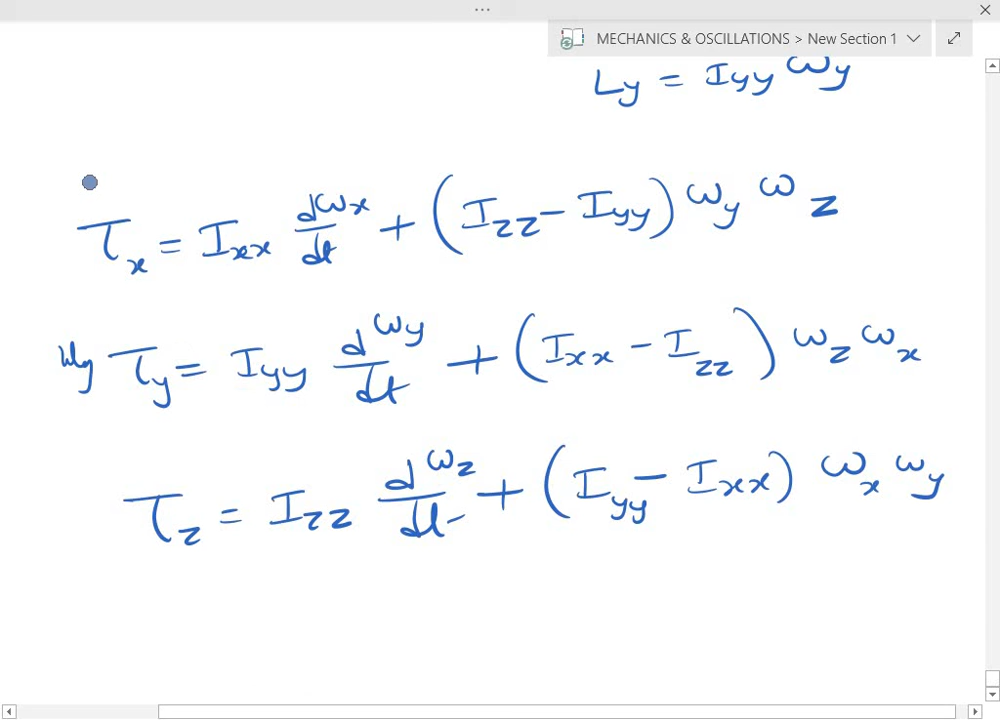 MECHANICS & OSCILLATIONS > New Section 1
Ly = Iyy ωy
τx = Ixx dωx/dt + (Izz - Iyy) ωy ωz
lly τy = Iyy dωy/dt + (Ixx - Izz) ωz ωx
τz = Izz dωz/dt + (Iyy - Ixx) ωx ωy